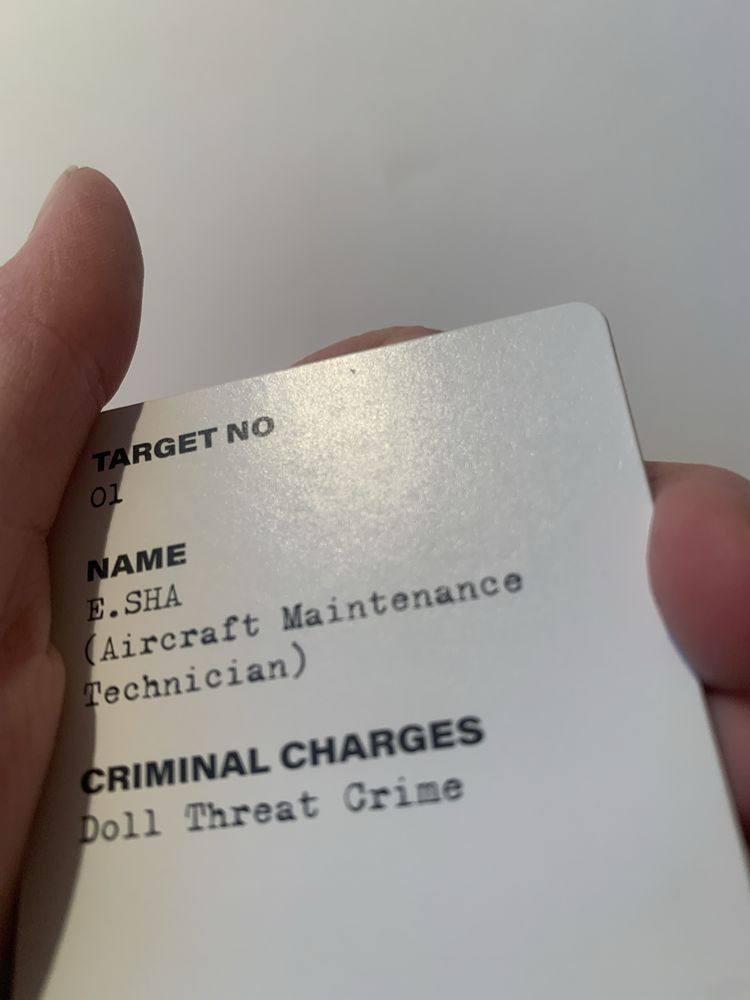 TARGET NO
01
NAME
E.SHA
(Aircraft Maintenance
Technician)
CRIMINAL CHARGES
Doll Threat Crime